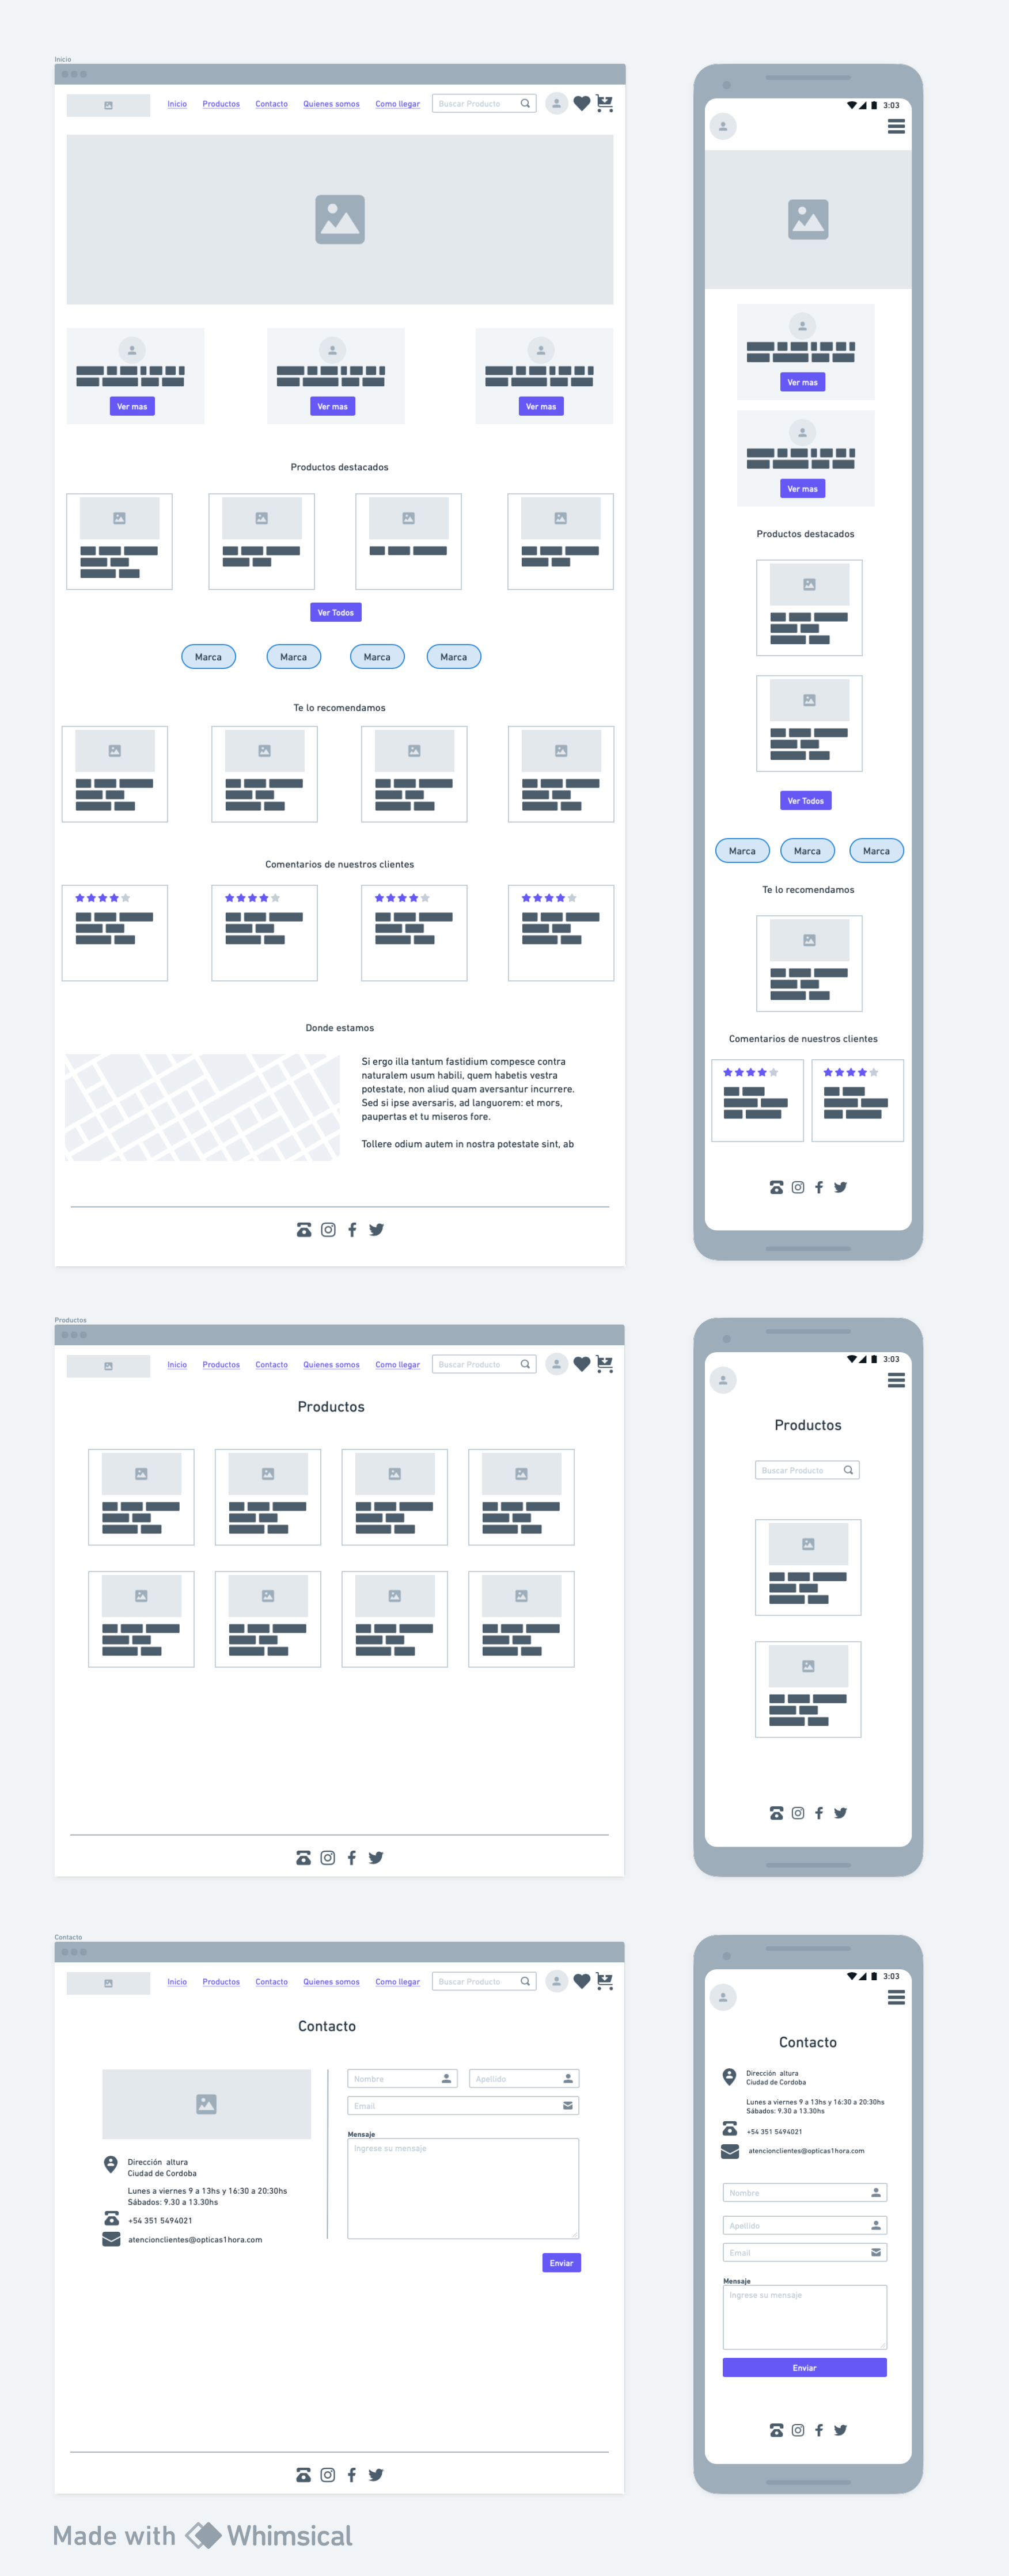 Inicio
Inicio Productos Contacto Quienes somos Como llegar Buscar Producto
Ver mas Ver mas Ver mas
Productos destacados
Ver Todos
Marca Marca Marca Marca
Te lo recomendamos
Comentarios de nuestros clientes
Donde estamos
Si ergo illa tantum fastidium compesce contra
naturalem usum habili, quem habetis vestra
potestate, non aliud quam aversantur incurrere.
Sed si ipse aversaris, ad languorem: et mors,
paupertas et tu miseros fore.
Tollere odium autem in nostra potestate sint, ab
3:03
Ver mas
Ver mas
Productos destacados
Ver Todos
Marca Marca Marca
Te lo recomendamos
Comentarios de nuestros clientes
Productos
Inicio Productos Contacto Quienes somos Como llegar Buscar Producto
Productos
3:03
Productos
Buscar Producto
Contacto
Inicio Productos Contacto Quienes somos Como llegar Buscar Producto
Contacto
Dirección altura
Ciudad de Cordoba
Lunes a viernes 9 a 13hs y 16:30 a 20:30hs
Sábados: 9.30 a 13.30hs
+54 351 5494021
atencionclientes@opticas1hora.com
Nombre Apellido
Email
Mensaje
Ingrese su mensaje
Enviar
3:03
Contacto
Dirección altura
Ciudad de Cordoba
Lunes a viernes 9 a 13hs y 16:30 a 20:30hs
Sábados: 9.30 a 13.30hs
+54 351 5494021
atencionclientes@opticas1hora.com
Nombre
Apellido
Email
Mensaje
Ingrese su mensaje
Enviar
Made with Whimsical